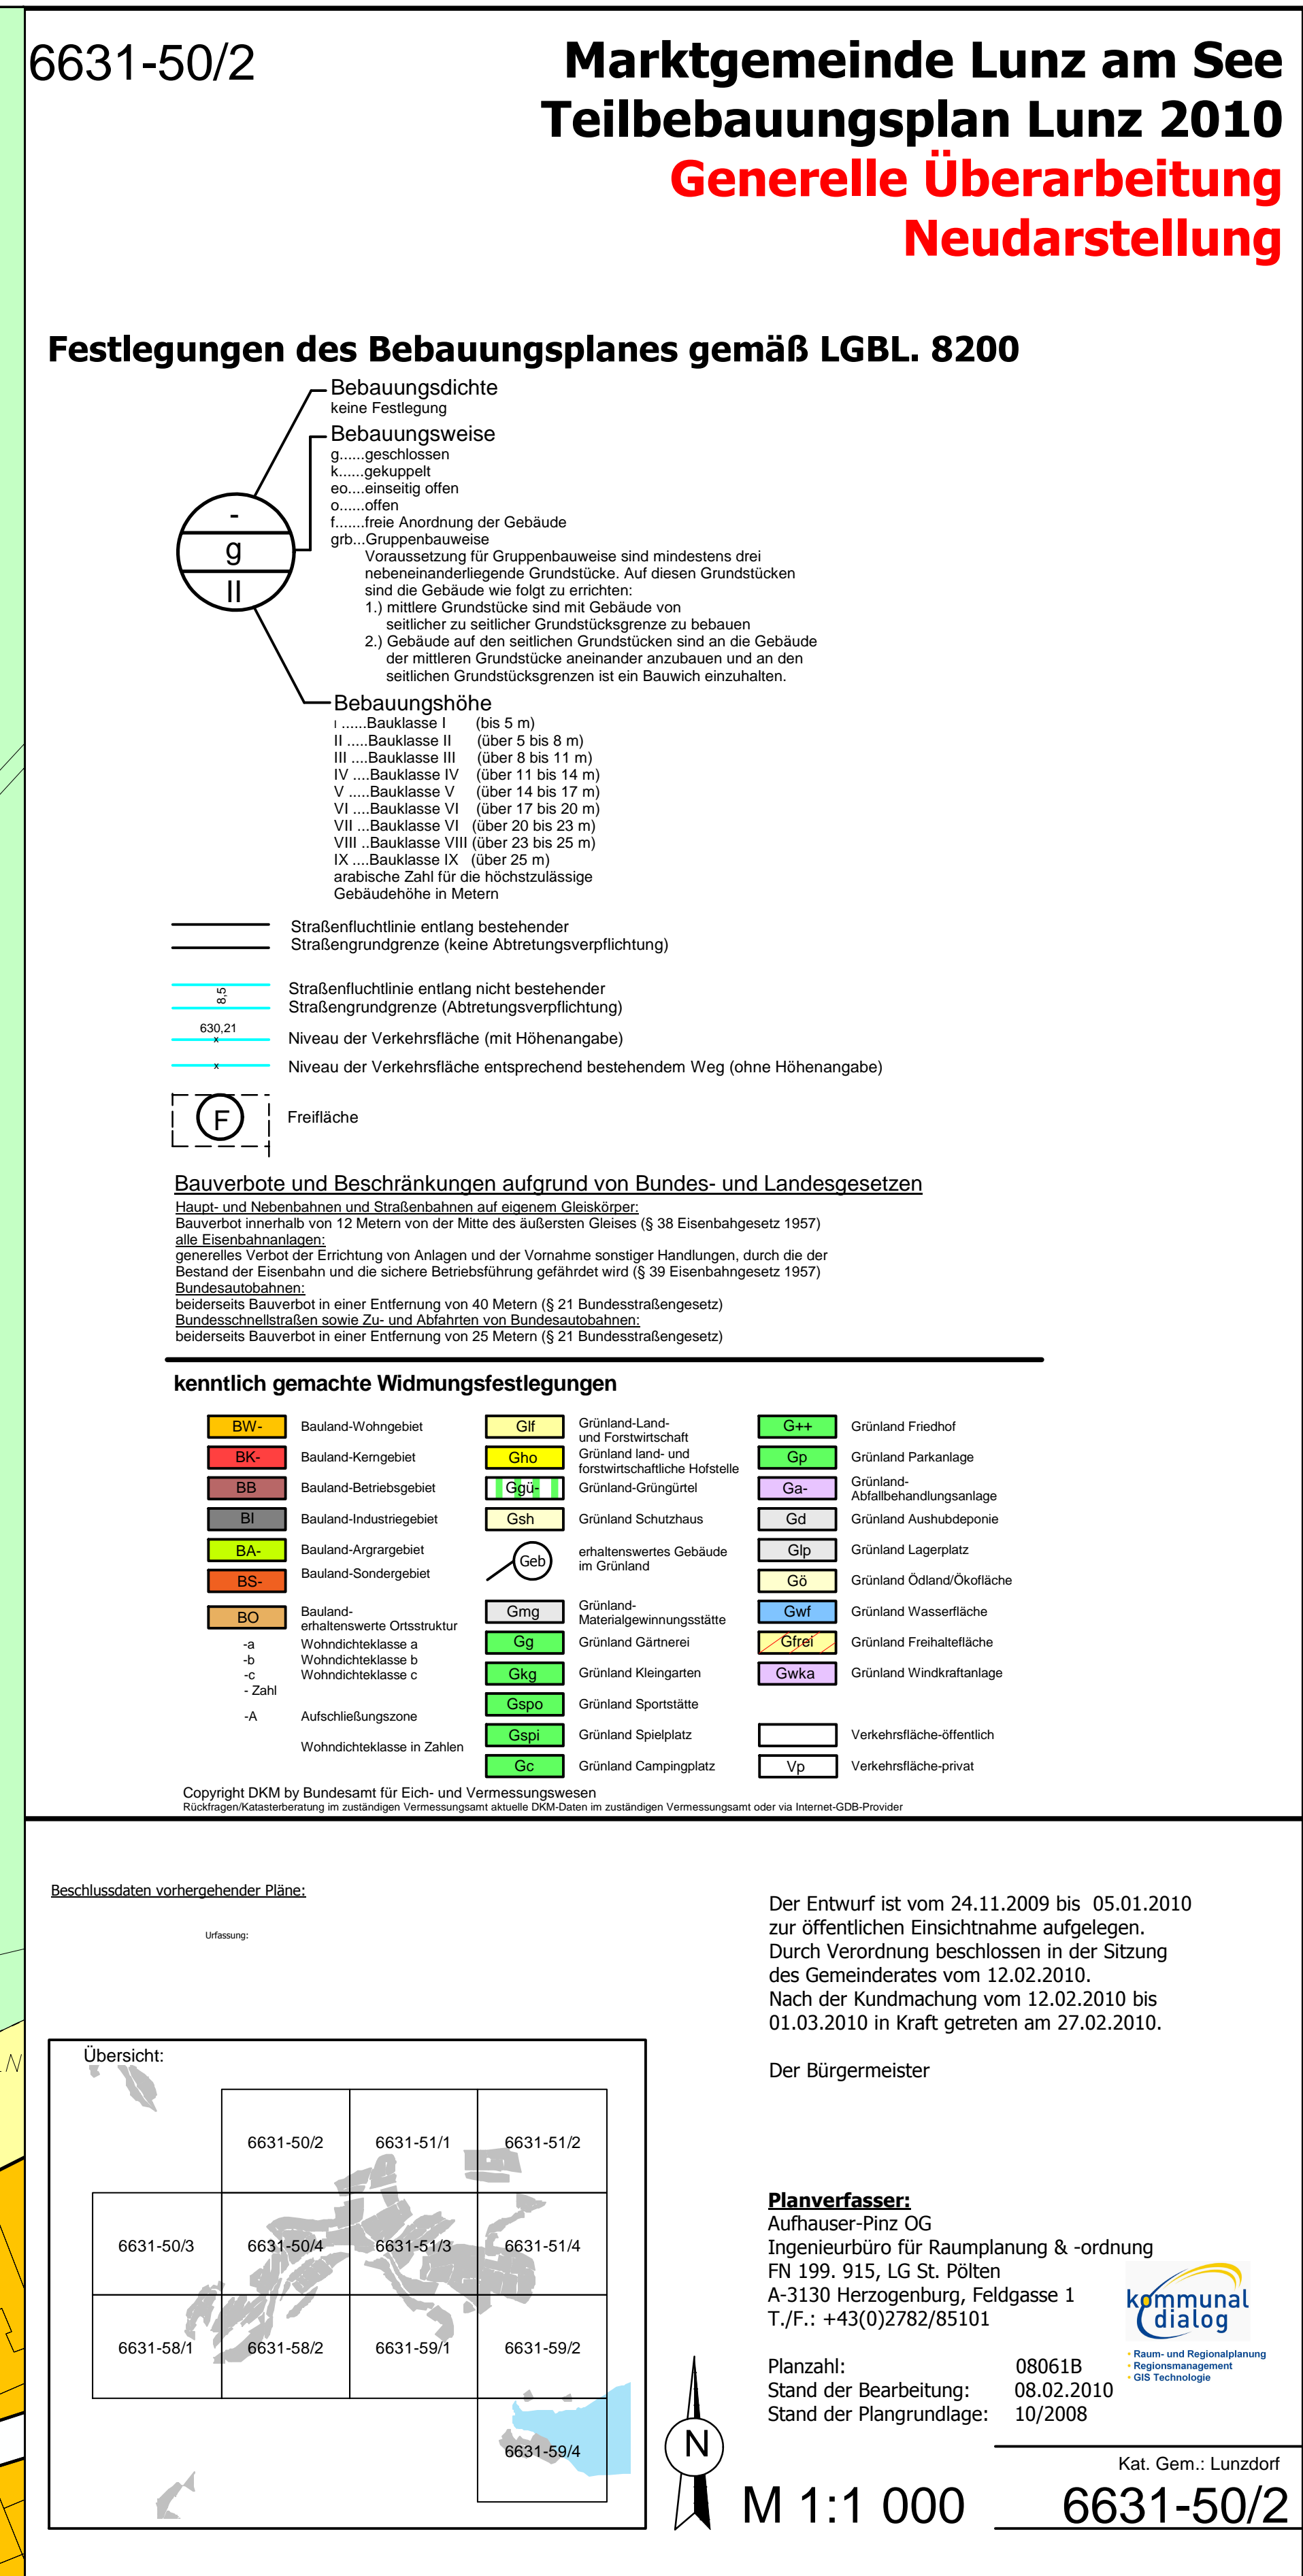 6631-50/2
Marktgemeinde Lunz am See
Teilbebauungsplan Lunz 2010
Generelle Überarbeitung
Neudarstellung
Festlegungen des Bebauungsplanes gemäß LGBL. 8200
Bebauungsdichte
keine Festlegung
Bebauungsweise
g......geschlossen
k......gekuppelt
eo....einseitig offen
o......offen
f.......freie Anordnung der Gebäude
grb...Gruppenbauweise
Voraussetzung für Gruppenbauweise sind mindestens drei
nebeneinanderliegende Grundstücke. Auf diesen Grundstücken
sind die Gebäude wie folgt zu errichten:
1.) mittlere Grundstücke sind mit Gebäude von
seitlicher zu seitlicher Grundstücksgrenze zu bebauen
2.) Gebäude auf den seitlichen Grundstücken sind an die Gebäude
der mittleren Grundstücke aneinander anzubauen und an den
seitlichen Grundstücksgrenzen ist ein Bauwich einzuhalten.
-
g
II
Bebauungshöhe
I ......Bauklasse I (bis 5 m)
II .....Bauklasse II (über 5 bis 8 m)
III ....Bauklasse III (über 8 bis 11 m)
IV ....Bauklasse IV (über 11 bis 14 m)
V .....Bauklasse V (über 14 bis 17 m)
VI ....Bauklasse VI (über 17 bis 20 m)
VII ...Bauklasse VI (über 20 bis 23 m)
VIII ..Bauklasse VIII (über 23 bis 25 m)
IX ....Bauklasse IX (über 25 m)
arabische Zahl für die höchstzulässige
Gebäudehöhe in Metern
Straßenfluchtlinie entlang bestehender
Straßengrundgrenze (keine Abtretungsverpflichtung)
8,5
Straßenfluchtlinie entlang nicht bestehender
Straßengrundgrenze (Abtretungsverpflichtung)
630,21
x
Niveau der Verkehrsfläche (mit Höhenangabe)
x
Niveau der Verkehrsfläche entsprechend bestehendem Weg (ohne Höhenangabe)
F
Freifläche
Bauverbote und Beschränkungen aufgrund von Bundes- und Landesgesetzen
Haupt- und Nebenbahnen und Straßenbahnen auf eigenem Gleiskörper:
Bauverbot innerhalb von 12 Metern von der Mitte des äußersten Gleises (§ 38 Eisenbahgesetz 1957)
alle Eisenbahnanlagen:
generelles Verbot der Errichtung von Anlagen und der Vornahme sonstiger Handlungen, durch die der
Bestand der Eisenbahn und die sichere Betriebsführung gefährdet wird (§ 39 Eisenbahngesetz 1957)
Bundesautobahnen:
beiderseits Bauverbot in einer Entfernung von 40 Metern (§ 21 Bundesstraßengesetz)
Bundesschnellstraßen sowie Zu- und Abfahrten von Bundesautobahnen:
beiderseits Bauverbot in einer Entfernung von 25 Metern (§ 21 Bundesstraßengesetz)
kenntlich gemachte Widmungsfestlegungen
BW- Bauland-Wohngebiet
BK- Bauland-Kerngebiet
BB Bauland-Betriebsgebiet
BI Bauland-Industriegebiet
BA- Bauland-Argrargebiet
BS- Bauland-Sondergebiet
BO Bauland-
erhaltenswerte Ortsstruktur
-a Wohndichteklasse a
-b Wohndichteklasse b
-c Wohndichteklasse c
- Zahl
-A Aufschließungszone
Wohndichteklasse in Zahlen
Glf Grünland-Land-
und Forstwirtschaft
Gho Grünland land- und
forstwirtschaftliche Hofstelle
Ggü- Grünland-Grüngürtel
Gsh Grünland Schutzhaus
Geb erhaltenswertes Gebäude
im Grünland
Gmg Grünland-
Materialgewinnungsstätte
Gg Grünland Gärtnerei
Gkg Grünland Kleingarten
Gspo Grünland Sportstätte
Gspi Grünland Spielplatz
Gc Grünland Campingplatz
G++ Grünland Friedhof
Gp Grünland Parkanlage
Ga- Grünland-
Abfallbehandlungsanlage
Gd Grünland Aushubdeponie
Glp Grünland Lagerplatz
Gö Grünland Ödland/Ökofläche
Gwf Grünland Wasserfläche
Gfrei Grünland Freihaltefläche
Gwka Grünland Windkraftanlage
Verkehrsfläche-öffentlich
Vp Verkehrsfläche-privat
Copyright DKM by Bundesamt für Eich- und Vermessungswesen
Rückfragen/Katasterberatung im zuständigen Vermessungsamt aktuelle DKM-Daten im zuständigen Vermessungsamt oder via Internet-GDB-Provider
Beschlussdaten vorhergehender Pläne:
Urfassung:
Der Entwurf ist vom 24.11.2009 bis 05.01.2010
zur öffentlichen Einsichtnahme aufgelegen.
Durch Verordnung beschlossen in der Sitzung
des Gemeinderates vom 12.02.2010.
Nach der Kundmachung vom 12.02.2010 bis
01.03.2010 in Kraft getreten am 27.02.2010.
Der Bürgermeister
Übersicht:
6631-50/2 6631-51/1 6631-51/2
6631-50/3 6631-50/4 6631-51/3 6631-51/4
6631-58/1 6631-58/2 6631-59/1 6631-59/2
6631-59/4
Planverfasser:
Aufhauser-Pinz OG
Ingenieurbüro für Raumplanung & -ordnung
FN 199. 915, LG St. Pölten
A-3130 Herzogenburg, Feldgasse 1
T./F.: +43(0)2782/85101
kommunal
dialog
• Raum- und Regionalplanung
• Regionsmanagement
• GIS Technologie
Planzahl: 08061B
Stand der Bearbeitung: 08.02.2010
Stand der Plangrundlage: 10/2008
N
M 1:1 000
Kat. Gem.: Lunzdorf
6631-50/2
N